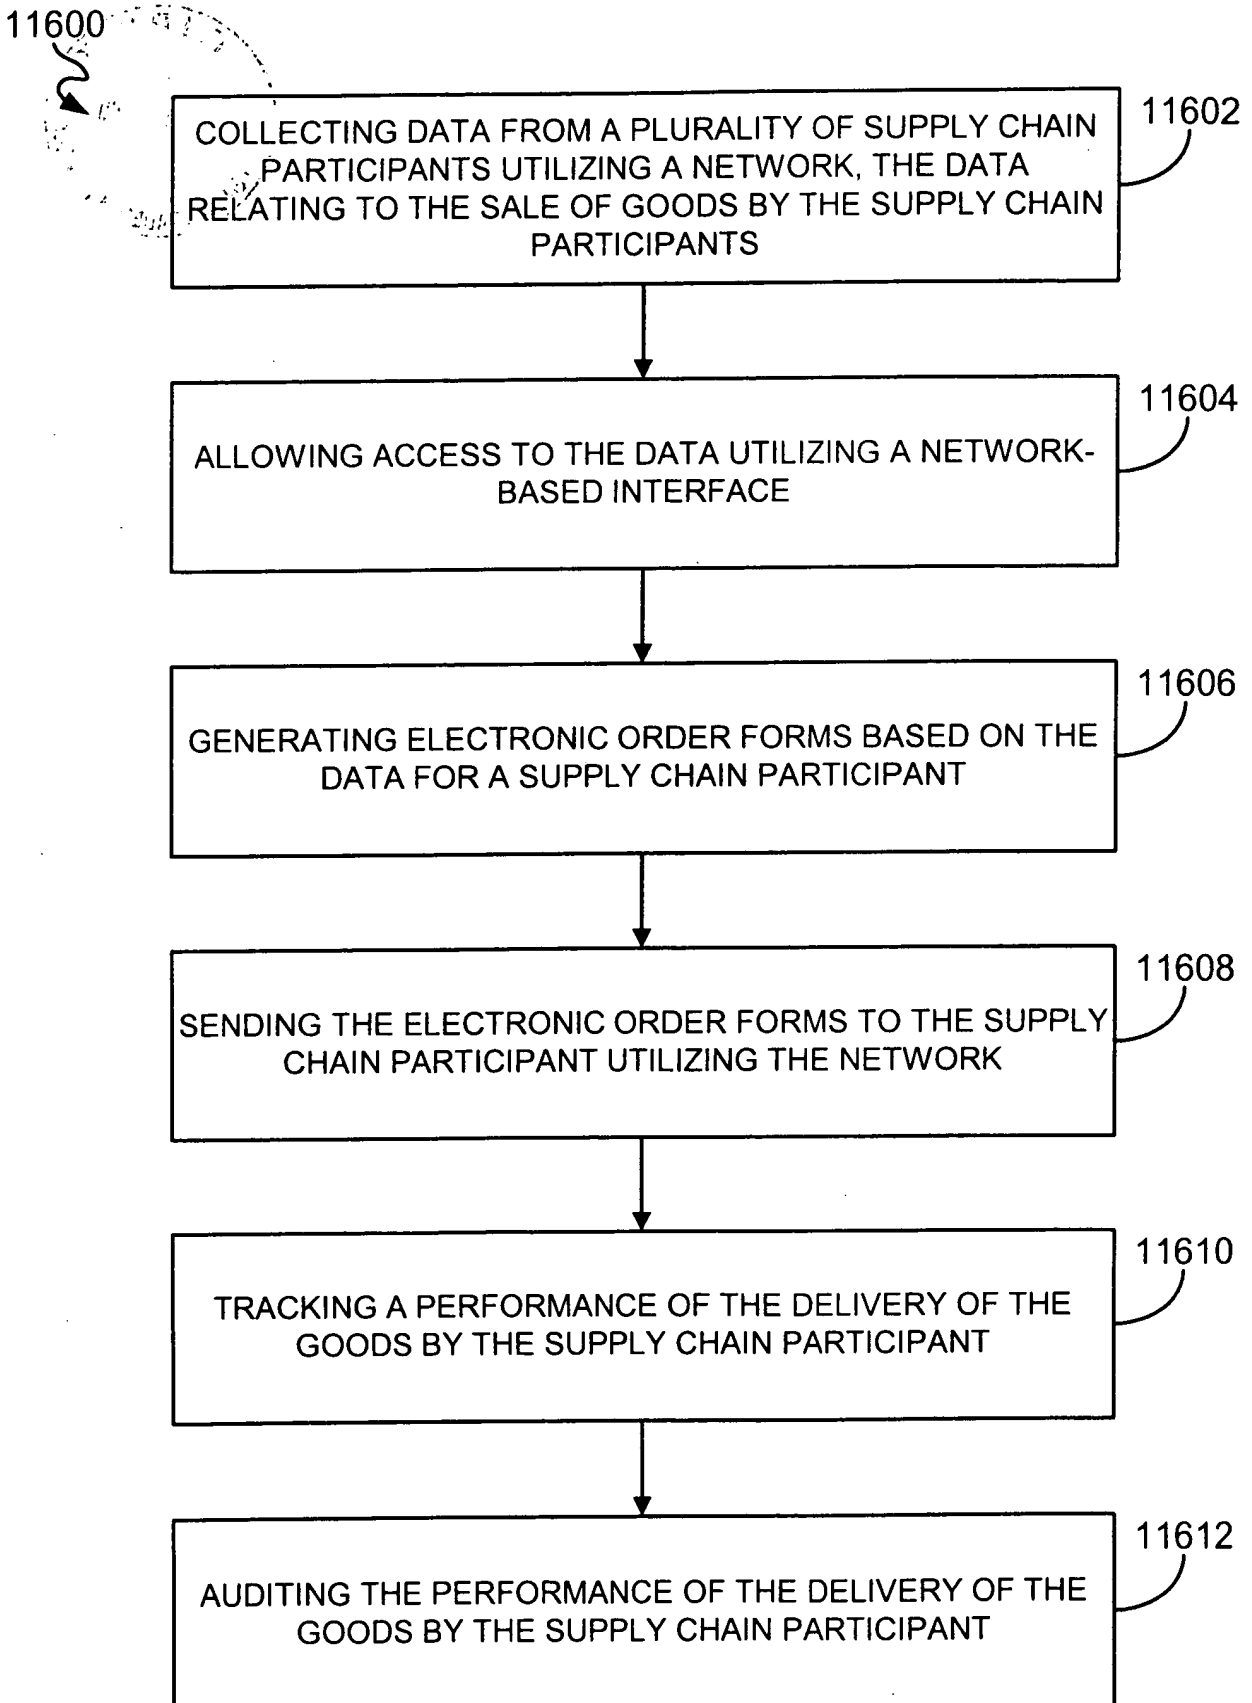 11600
11602
COLLECTING DATA FROM A PLURALITY OF SUPPLY CHAIN
PARTICIPANTS UTILIZING A NETWORK, THE DATA
RELATING TO THE SALE OF GOODS BY THE SUPPLY CHAIN
PARTICIPANTS
11604
ALLOWING ACCESS TO THE DATA UTILIZING A NETWORK-
BASED INTERFACE
11606
GENERATING ELECTRONIC ORDER FORMS BASED ON THE
DATA FOR A SUPPLY CHAIN PARTICIPANT
11608
SENDING THE ELECTRONIC ORDER FORMS TO THE SUPPLY
CHAIN PARTICIPANT UTILIZING THE NETWORK
11610
TRACKING A PERFORMANCE OF THE DELIVERY OF THE
GOODS BY THE SUPPLY CHAIN PARTICIPANT
11612
AUDITING THE PERFORMANCE OF THE DELIVERY OF THE
GOODS BY THE SUPPLY CHAIN PARTICIPANT